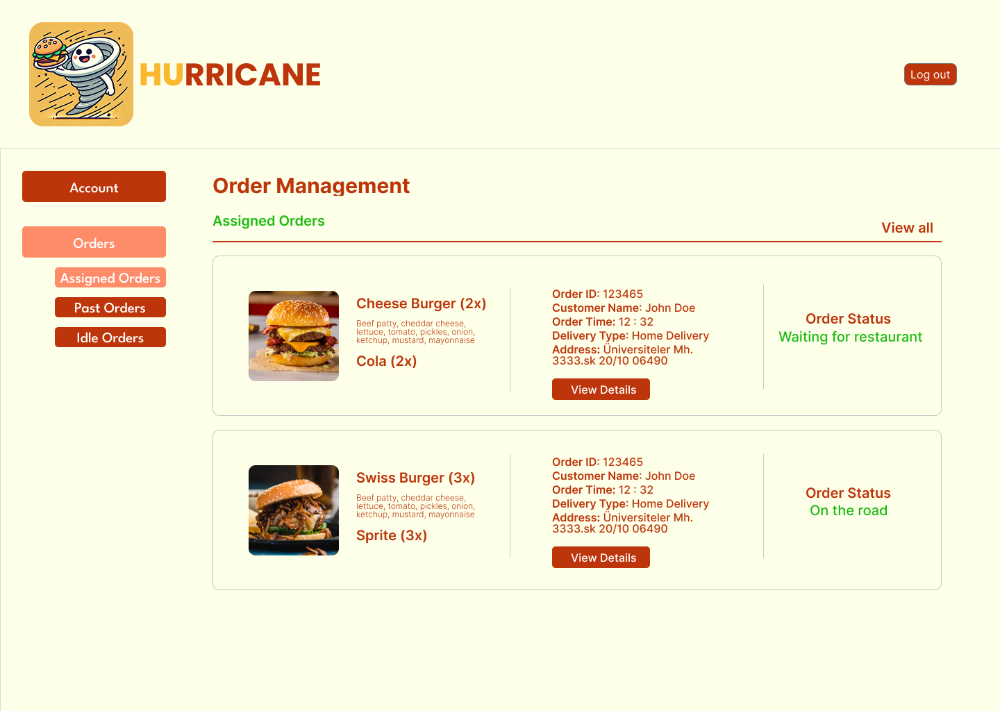 HURRICANE
Log out
Account
Orders
Assigned Orders
Past Orders
Idle Orders
Order Management
Assigned Orders
View all
Cheese Burger (2x)
Beef patty, cheddar cheese,
lettuce, tomato, pickles, onion,
ketchup, mustard, mayonnaise
Cola (2x)
Order ID: 123465
Customer Name: John Doe
Order Time: 12 : 32
Delivery Type: Home Delivery
Address: Üniversiteler Mh.
3333.sk 20/10 06490
View Details
Order Status
Waiting for restaurant
Swiss Burger (3x)
Beef patty, cheddar cheese,
lettuce, tomato, pickles, onion,
ketchup, mustard, mayonnaise
Sprite (3x)
Order ID: 123465
Customer Name: John Doe
Order Time: 12 : 32
Delivery Type: Home Delivery
Address: Üniversiteler Mh.
3333.sk 20/10 06490
View Details
Order Status
On the road